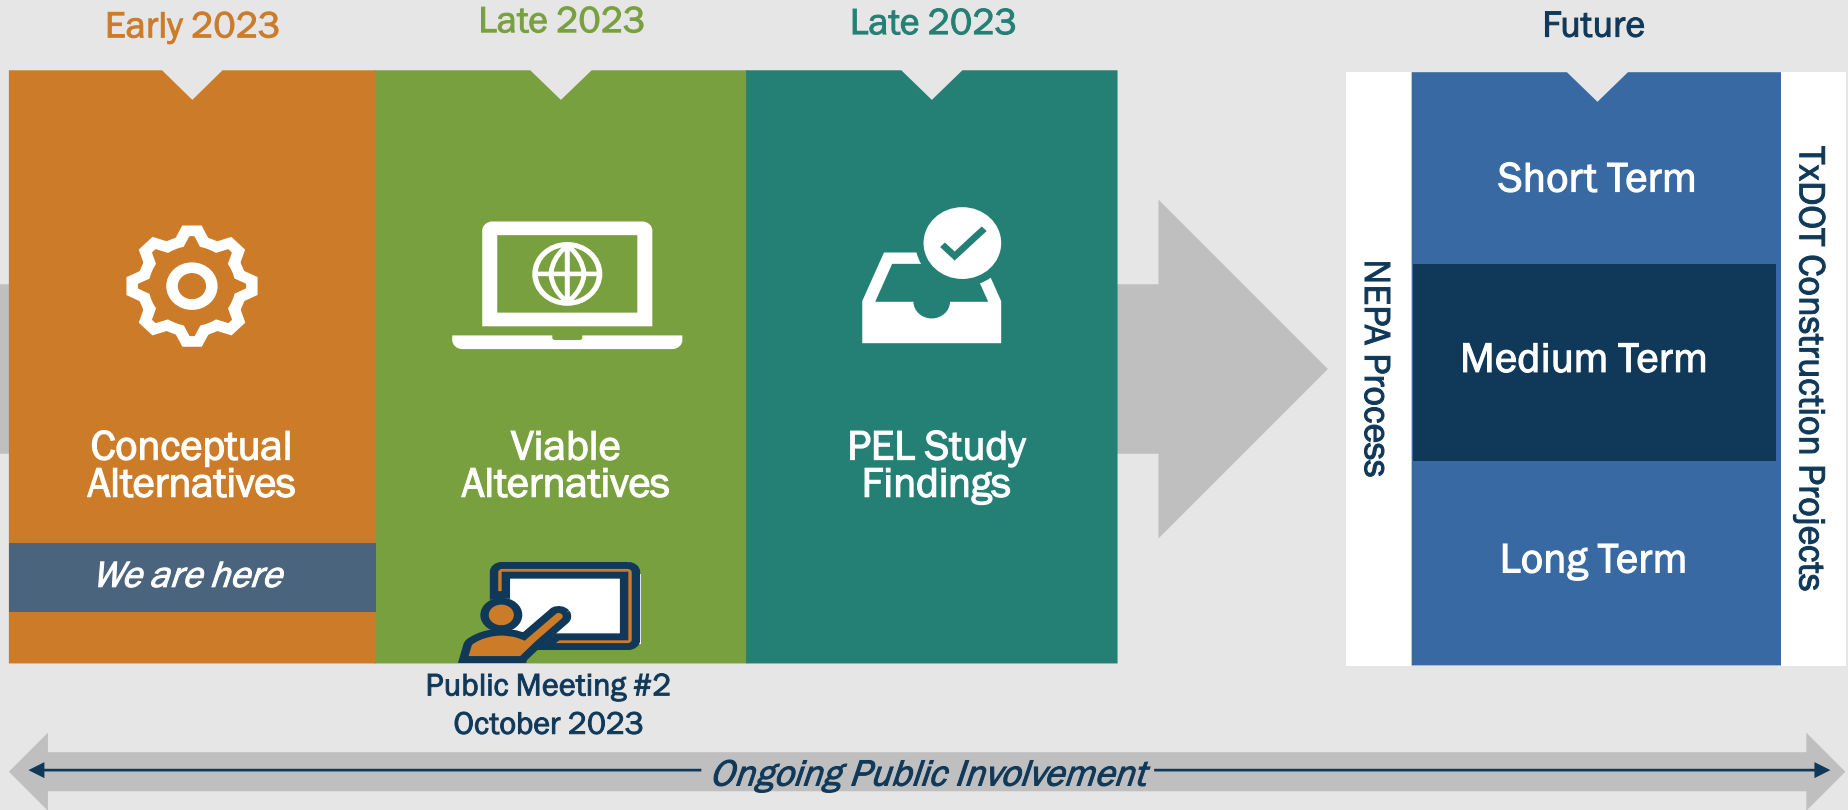 Early 2023
Late 2023
Late 2023
Future
Conceptual
Alternatives
We are here
Viable
Alternatives
Public Meeting #2
October 2023
PEL Study
Findings
NEPA Process
Short Term
Medium Term
Long Term
TxDOT Construction Projects
Ongoing Public Involvement